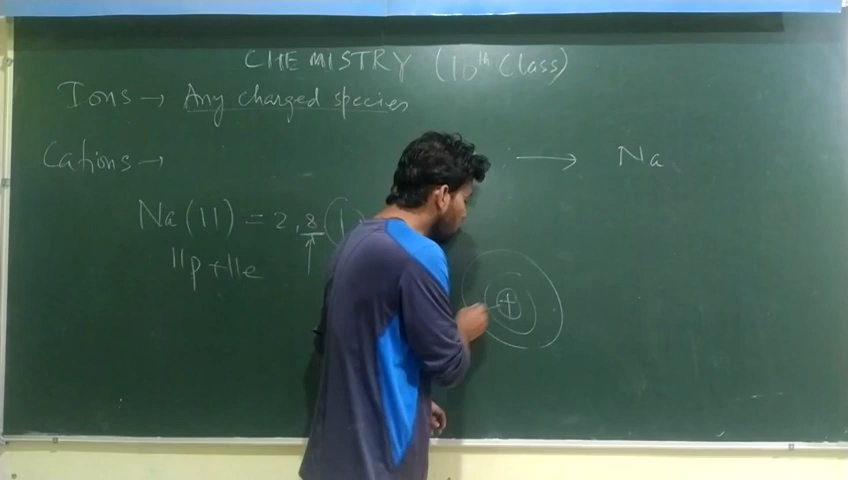 CHEMISTRY (10th Class)
Ions → Any charged species
Cations →
→ Na
Na (11) = 2, 8 (1
11p + 11e
+